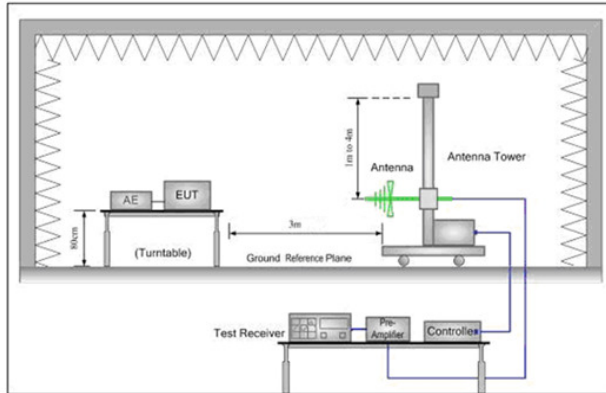 1m to 4m
Antenna
Antenna Tower
AE
EUT
80cm
(Turntable)
3m
Ground Reference Plane
Test Receiver
Pre-
Amplifier
Controller